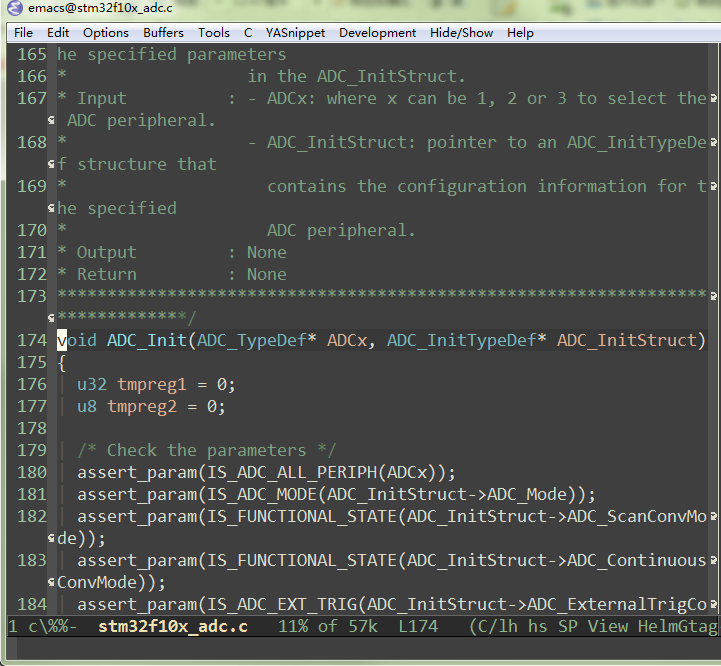 emacs@stm32f10x_adc.c
File Edit Options Buffers Tools C YASnippet Development Hide/Show Help
165 he specified parameters
166 * in the ADC_InitStruct.
167 * Input : - ADCx: where x can be 1, 2 or 3 to select the
ADC peripheral.
168 * - ADC_InitStruct: pointer to an ADC_InitTypeDe
f structure that
169 * contains the configuration information for t
he specified
170 * ADC peripheral.
171 * Output : None
172 * Return : None
173 *****************************************************************
*************/
174 void ADC_Init(ADC_TypeDef* ADCx, ADC_InitTypeDef* ADC_InitStruct)
175 {
176 u32 tmpreg1 = 0;
177 u8 tmpreg2 = 0;
178
179 /* Check the parameters */
180 assert_param(IS_ADC_ALL_PERIPH(ADCx));
181 assert_param(IS_ADC_MODE(ADC_InitStruct->ADC_Mode));
182 assert_param(IS_FUNCTIONAL_STATE(ADC_InitStruct->ADC_ScanConvMo
de));
183 assert_param(IS_FUNCTIONAL_STATE(ADC_InitStruct->ADC_Continuous
ConvMode));
184 assert_param(IS_ADC_EXT_TRIG(ADC_InitStruct->ADC_ExternalTrigCo
1 c\%%- stm32f10x_adc.c 11% of 57k L174 (C/lh hs SP View HelmGtag